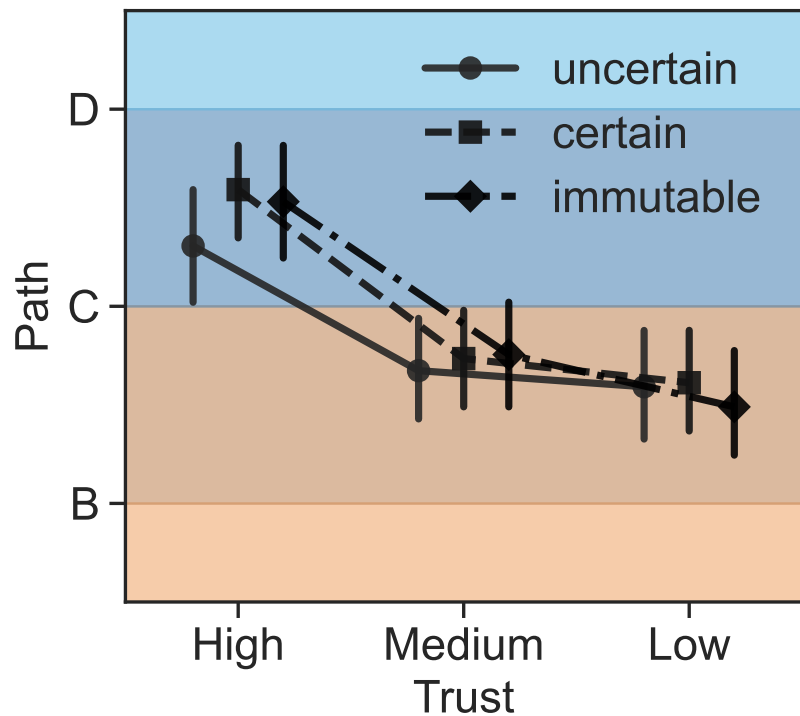 uncertain
certain
immutable
D
C
B
Path
High Medium Low
Trust